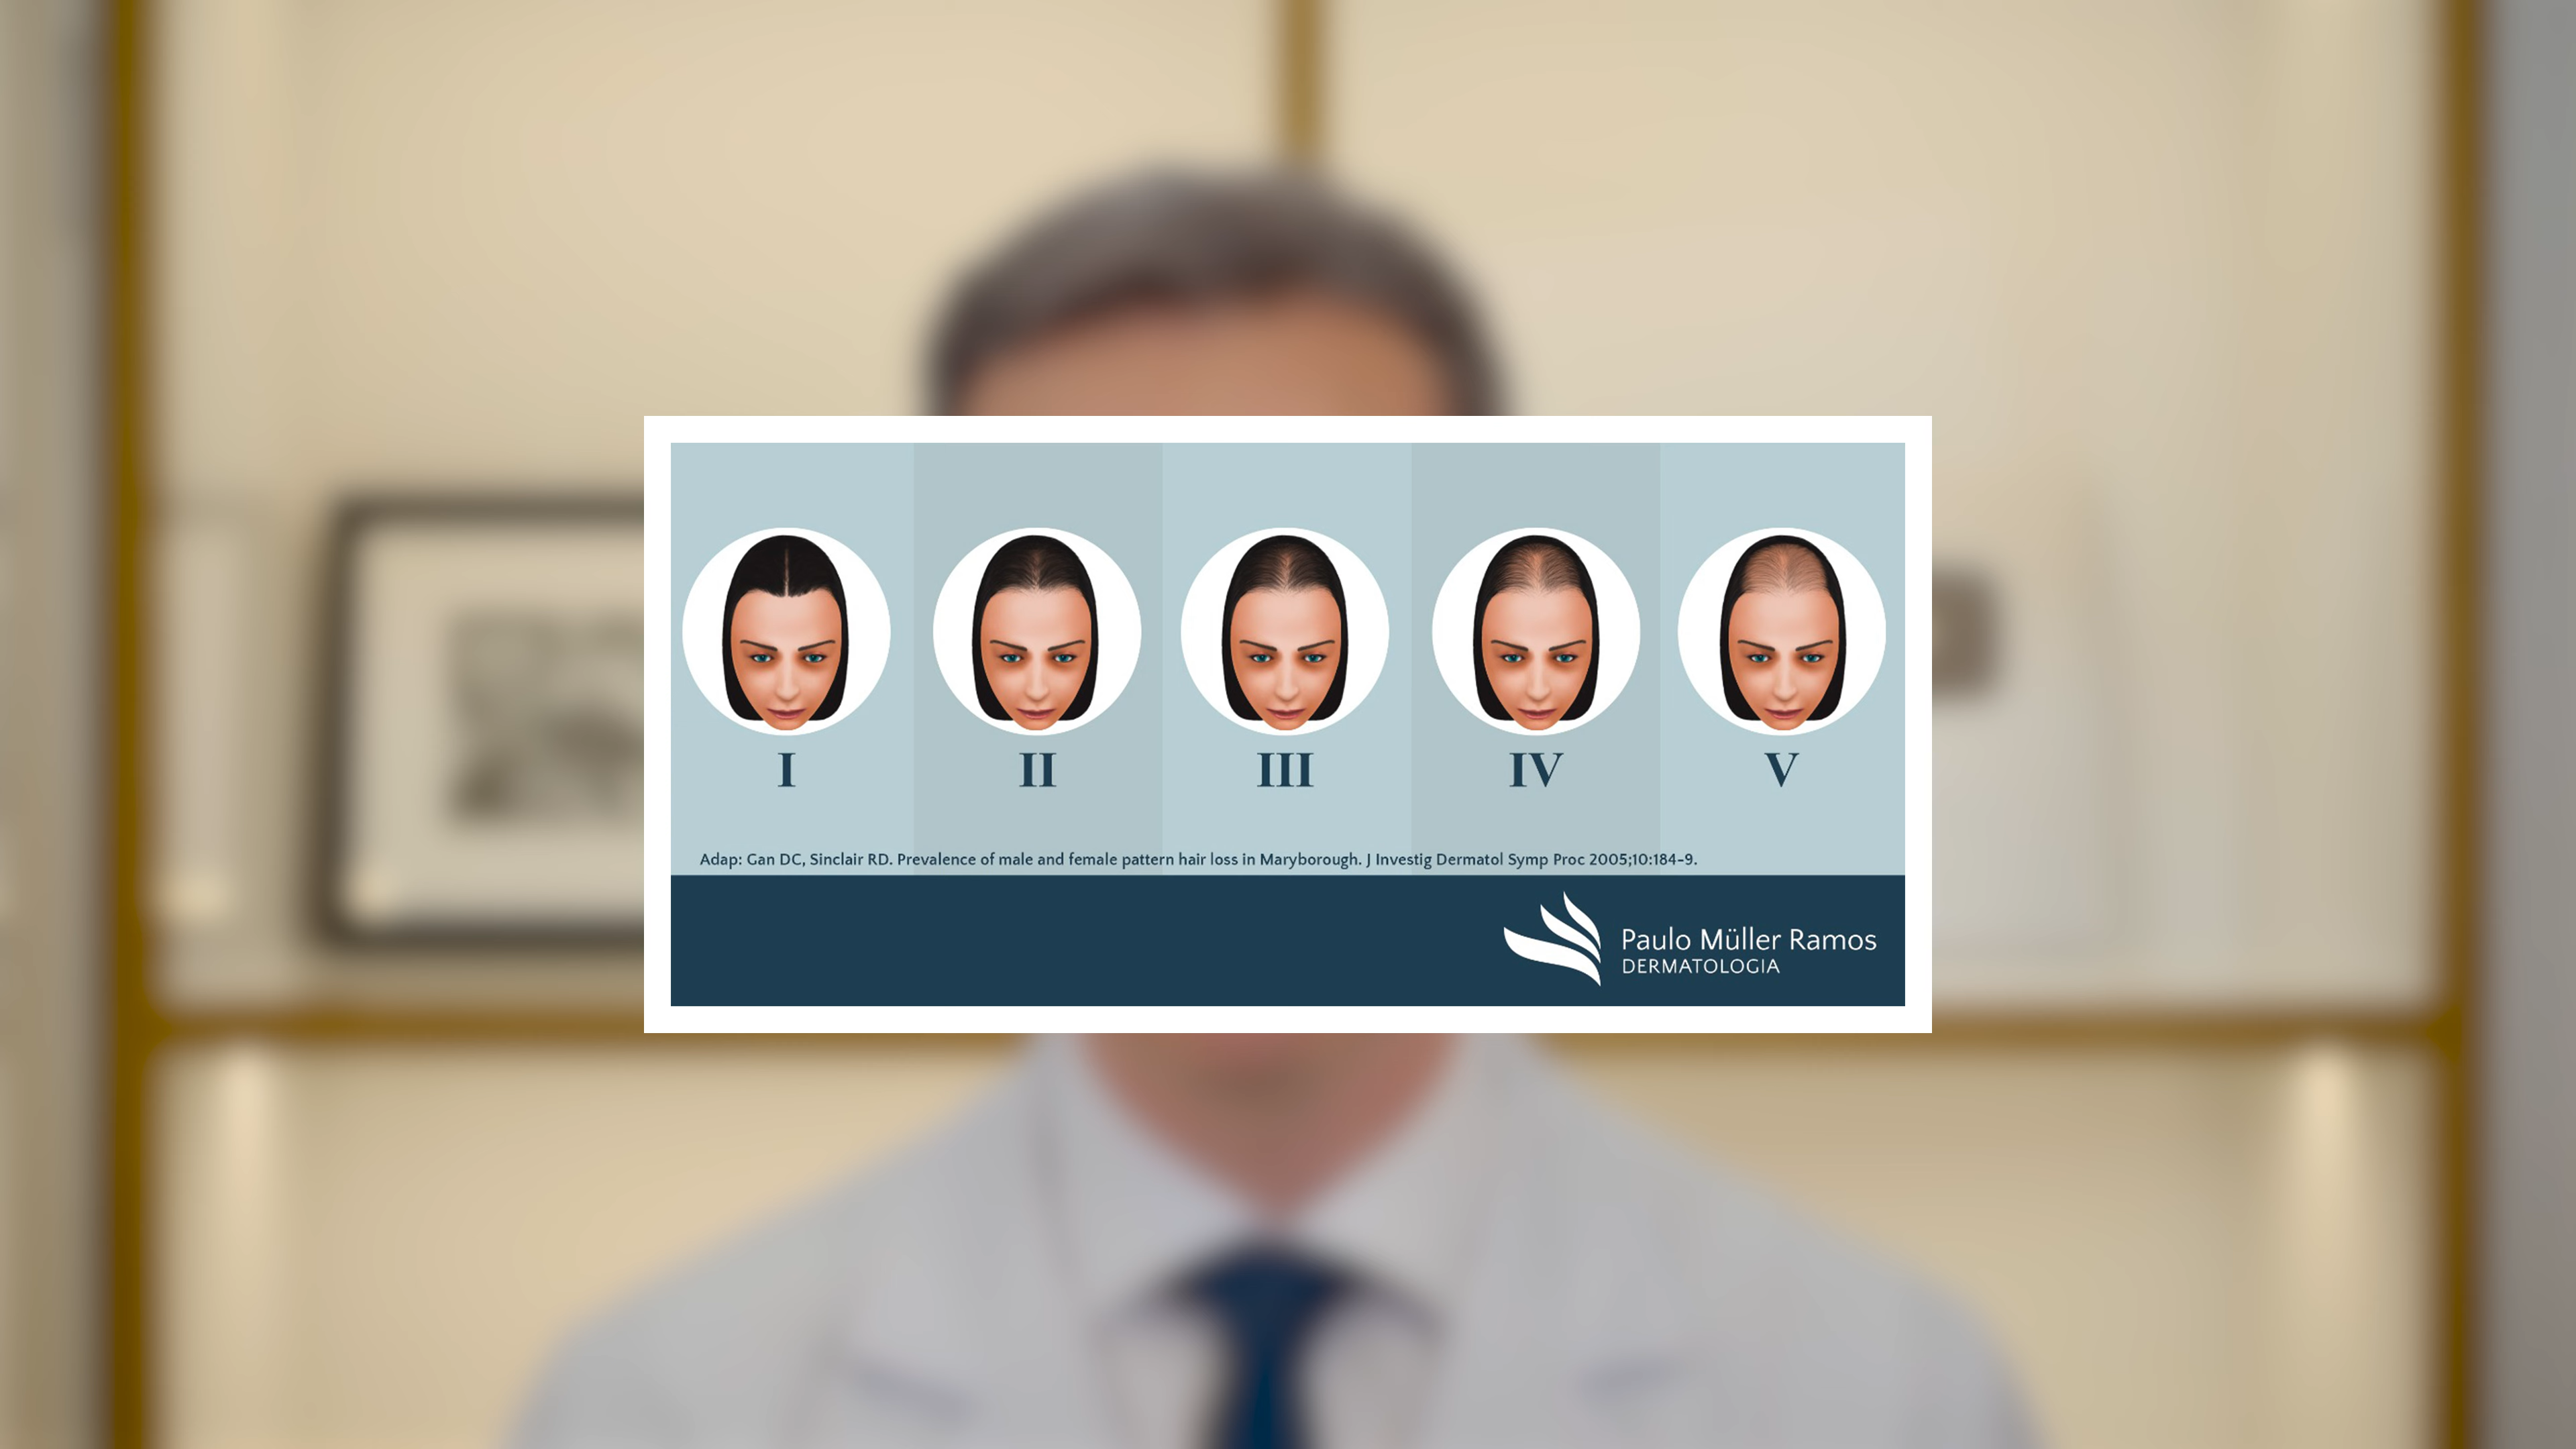 I
II
III
IV
V
Adap: Gan DC, Sinclair RD. Prevalence of male and female pattern hair loss in Maryborough. J Investig Dermatol Symp Proc 2005;10:184-9.
Paulo Müller Ramos
DERMATOLOGIA